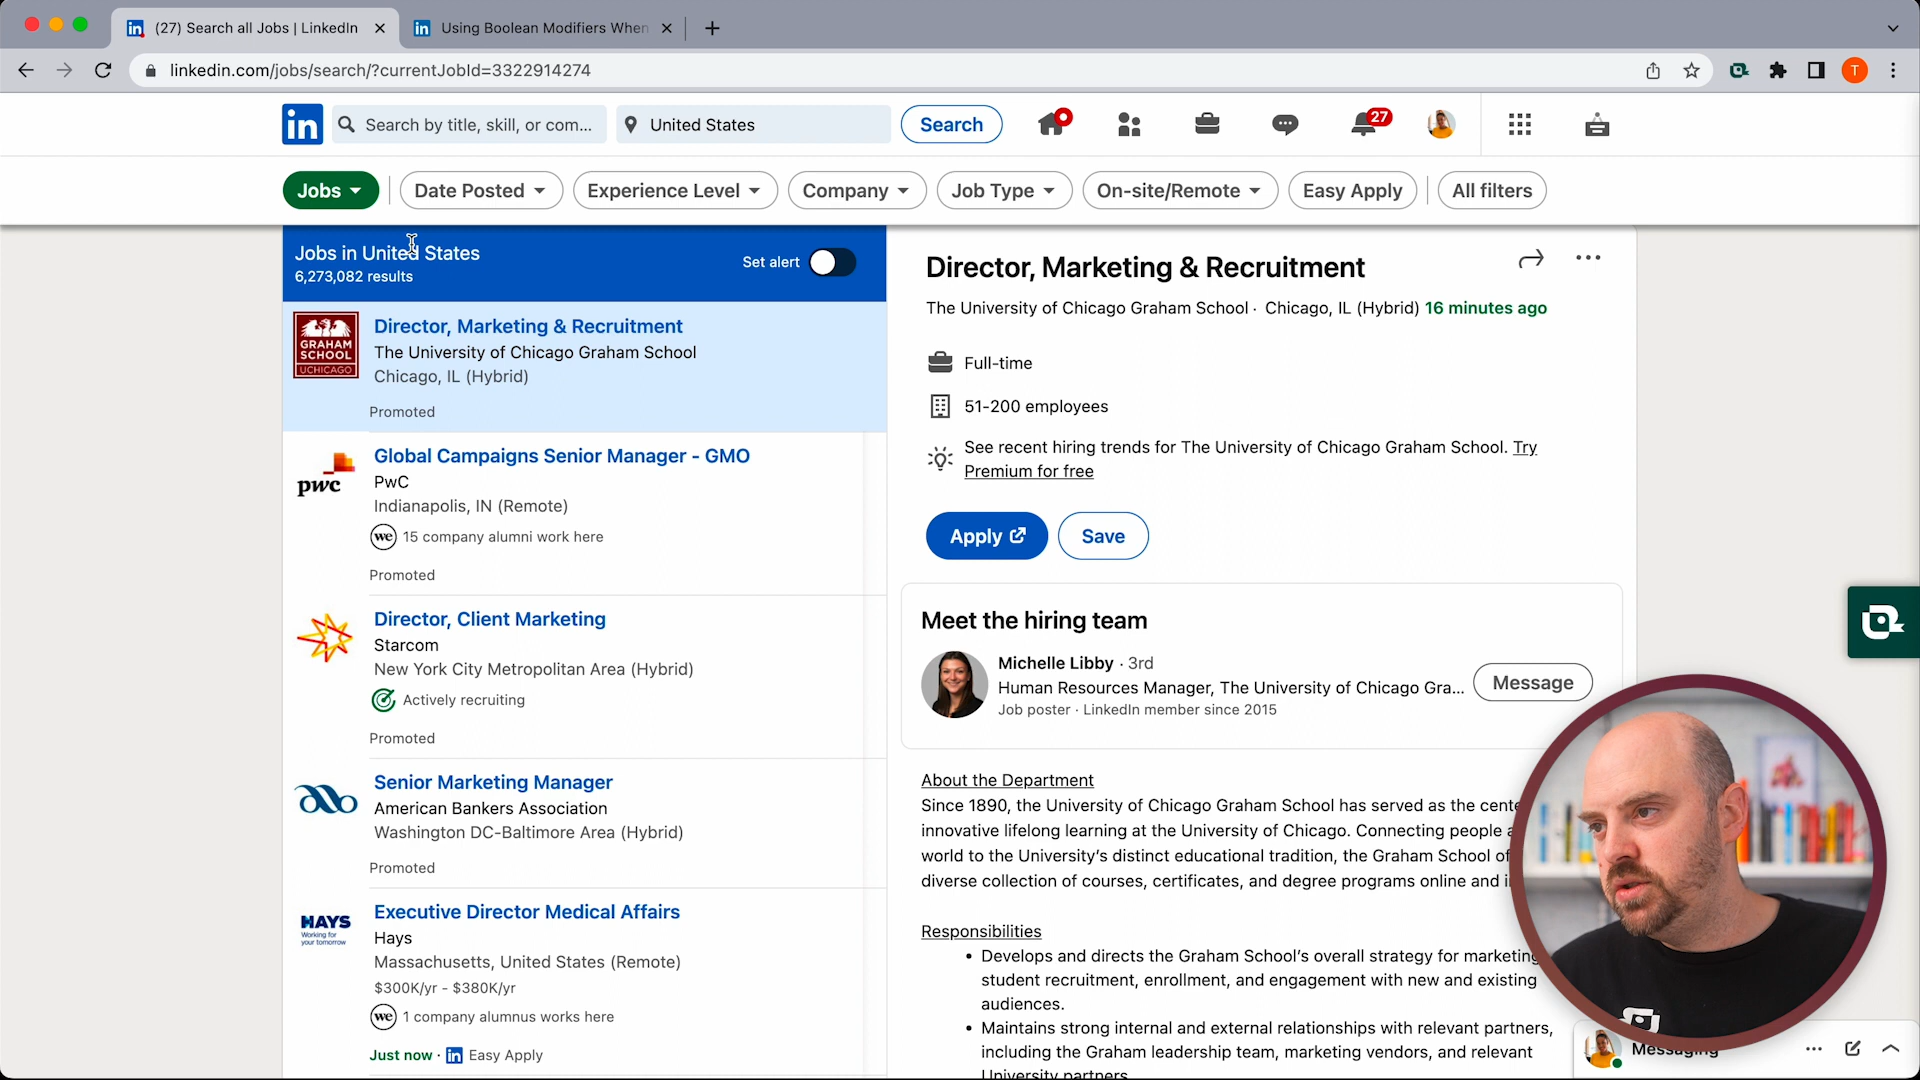 (27) Search all Jobs | LinkedIn
Using Boolean Modifiers When
linkedin.com/jobs/search/?currentJobId=3322914274
T
in
Search by title, skill, or com...
United States
Search
27
Jobs
Date Posted
Experience Level
Company
Job Type
On-site/Remote
Easy Apply
All filters
Jobs in United States
6,273,082 results
Set alert
GRAHAM
SCHOOL
UCHICAGO
Director, Marketing & Recruitment
The University of Chicago Graham School
Chicago, IL (Hybrid)
Promoted
pwc
Global Campaigns Senior Manager - GMO
PwC
Indianapolis, IN (Remote)
we 15 company alumni work here
Promoted
Director, Client Marketing
Starcom
New York City Metropolitan Area (Hybrid)
Actively recruiting
Promoted
Senior Marketing Manager
American Bankers Association
Washington DC-Baltimore Area (Hybrid)
Promoted
HAYS
Working for
your tomorrow
Executive Director Medical Affairs
Hays
Massachusetts, United States (Remote)
$300K/yr - $380K/yr
we 1 company alumnus works here
Just now · in Easy Apply
Director, Marketing & Recruitment
The University of Chicago Graham School · Chicago, IL (Hybrid) 16 minutes ago
Full-time
51-200 employees
See recent hiring trends for The University of Chicago Graham School. Try
Premium for free
Apply
Save
Meet the hiring team
Michelle Libby · 3rd
Human Resources Manager, The University of Chicago Gra...
Job poster · LinkedIn member since 2015
Message
About the Department
Since 1890, the University of Chicago Graham School has served as the cente
innovative lifelong learning at the University of Chicago. Connecting people a
world to the University's distinct educational tradition, the Graham School of
diverse collection of courses, certificates, and degree programs online and i
Responsibilities
• Develops and directs the Graham School's overall strategy for marketing
student recruitment, enrollment, and engagement with new and existing
audiences.
• Maintains strong internal and external relationships with relevant partners,
including the Graham leadership team, marketing vendors, and relevant
University partners
Messaging